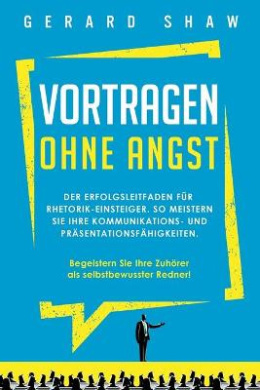 GERARD SHAW
VORTRAGEN
OHNE ANGST
DER ERFOLGSLEITFADEN FÜR
RHETORIK-EINSTEIGER. SO MEISTERN
SIE IHRE KOMMUNIKATIONS- UND
PRÄSENTATIONSFÄHIGKEITEN.
Begeistern Sie Ihre Zuhörer
als selbstbewusster Redner!